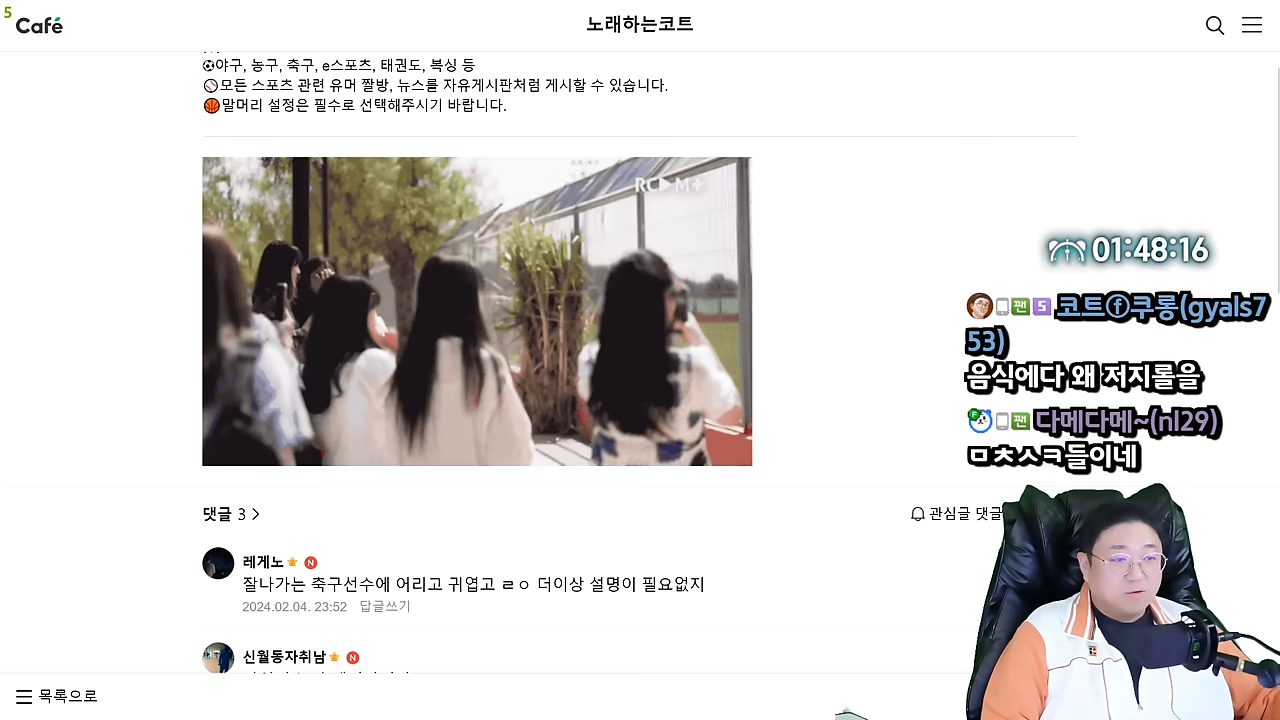 5
Café
노래하는코트
⚽야구, 농구, 축구, e스포츠, 태권도, 복싱 등
⚾모든 스포츠 관련 유머 짤방, 뉴스를 자유게시판처럼 게시할 수 있습니다.
🏀말머리 설정은 필수로 선택해주시기 바랍니다.
01:48:16
팬 S 코트ⓕ쿠롱(gyals7
53)
음식에다 왜 저지롤을
F 팬 다메다메~(nl29)
ㅁㅊㅅㅋ들이네
댓글 3 >
관심글 댓글
레게노 N
잘나가는 축구선수에 어리고 귀엽고 ㄹㅇ 더이상 설명이 필요없지
2024.02.04. 23:52 답글쓰기
신월동자취남 N
목록으로